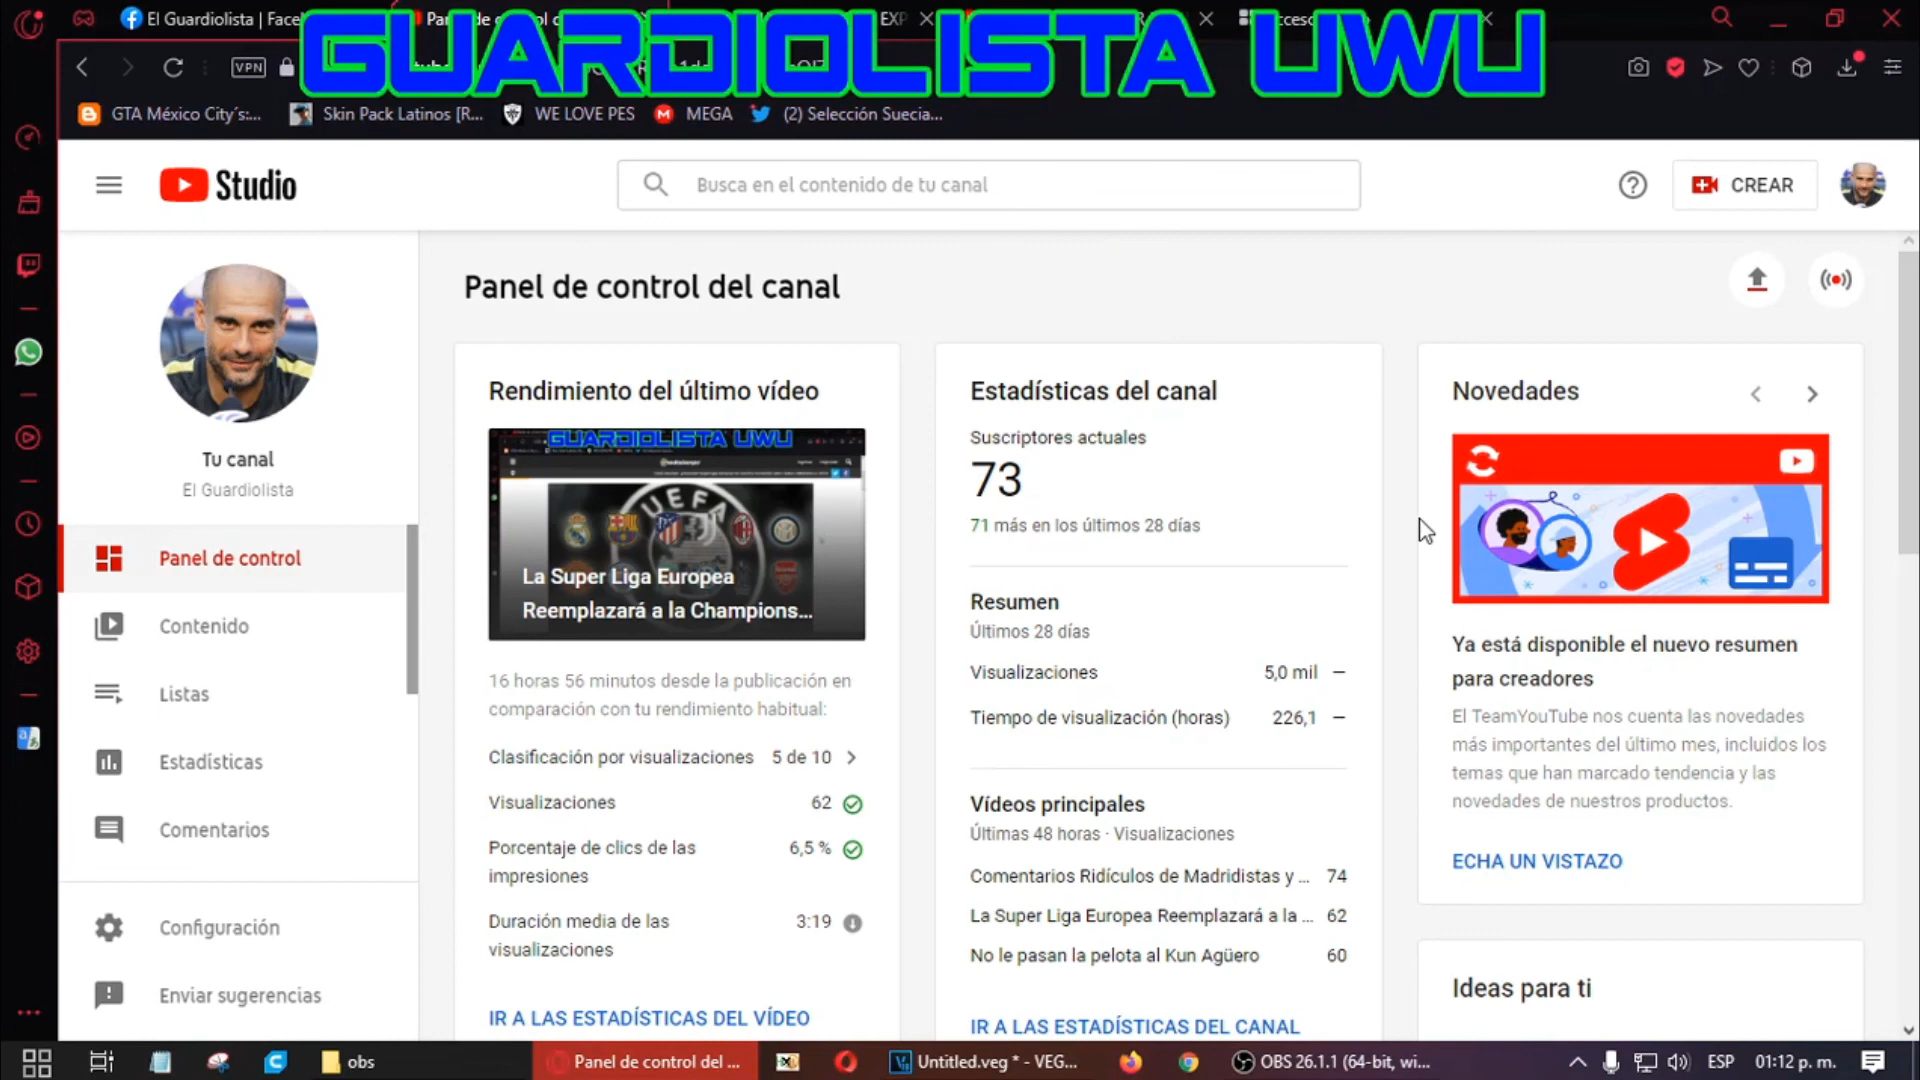 El Guardiolista | Face
Panel de control
EXP
GUARDIOLISTA UWU
VPN
GTA México City´s:...
Skin Pack Latinos [R...
WE LOVE PES
MEGA
(2) Selección Suecia...
Studio
Busca en el contenido de tu canal
CREAR
Tu canal
El Guardiolista
Panel de control
Contenido
Listas
Estadísticas
Comentarios
Configuración
Enviar sugerencias
Panel de control del canal
Rendimiento del último vídeo
GUARDIOLISTA UWU
UEFA
La Super Liga Europea
Reemplazará a la Champions...
16 horas 56 minutos desde la publicación en
comparación con tu rendimiento habitual:
Clasificación por visualizaciones 5 de 10
Visualizaciones 62
Porcentaje de clics de las 6,5 %
impresiones
Duración media de las 3:19
visualizaciones
IR A LAS ESTADÍSTICAS DEL VÍDEO
Estadísticas del canal
Suscriptores actuales
73
71 más en los últimos 28 días
Resumen
Últimos 28 días
Visualizaciones 5,0 mil —
Tiempo de visualización (horas) 226,1 —
Vídeos principales
Últimas 48 horas · Visualizaciones
Comentarios Ridículos de Madridistas y ... 74
La Super Liga Europea Reemplazará a la ... 62
No le pasan la pelota al Kun Agüero 60
IR A LAS ESTADÍSTICAS DEL CANAL
Novedades
Ya está disponible el nuevo resumen
para creadores
El TeamYouTube nos cuenta las novedades
más importantes del último mes, incluidos los
temas que han marcado tendencia y las
novedades de nuestros productos.
ECHA UN VISTAZO
Ideas para ti
obs
Panel de control del ...
Untitled.veg * - VEG...
OBS 26.1.1 (64-bit, wi...
ESP
01:12 p. m.